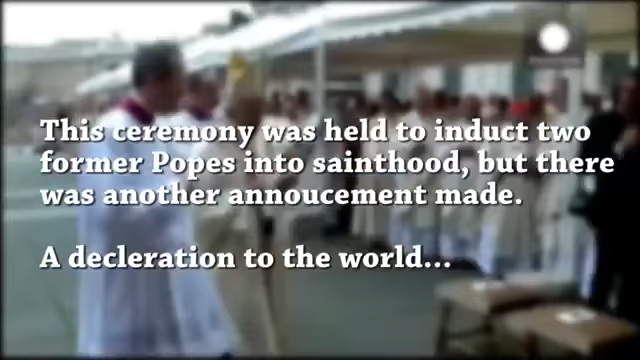 This ceremony was held to induct two
former Popes into sainthood, but there
was another annoucement made.
A decleration to the world...